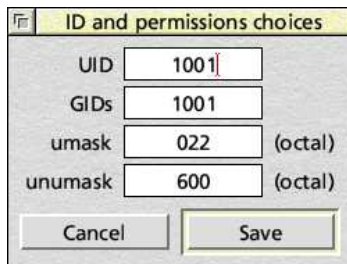 ID and permissions choices
UID 1001
GIDs 1001
umask 022 (octal)
unumask 600 (octal)
Cancel Save